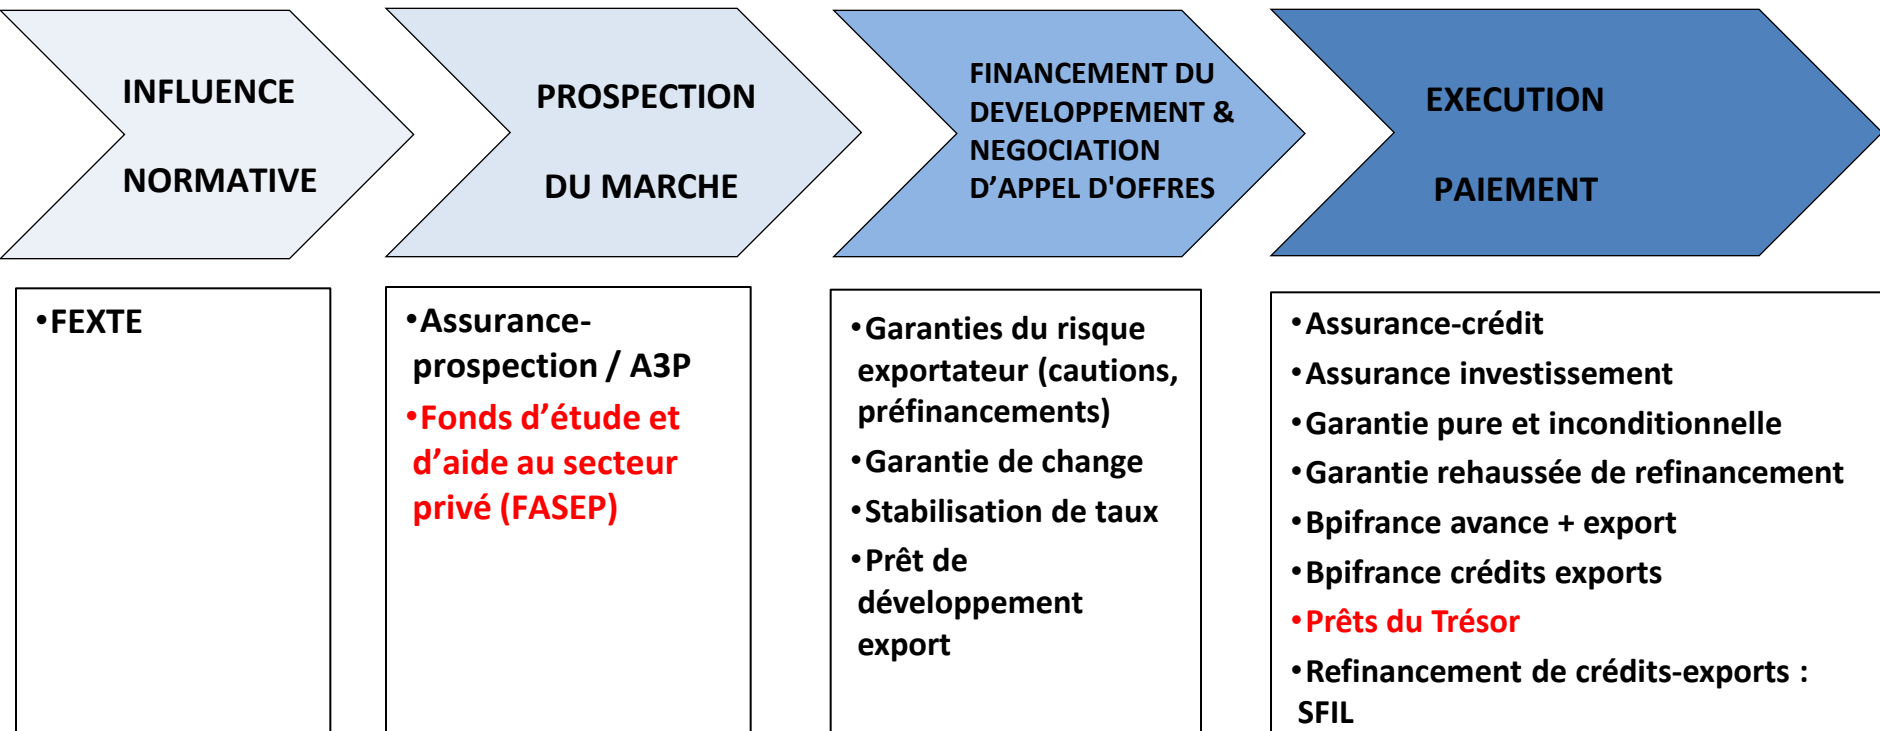 INFLUENCE
NORMATIVE
PROSPECTION
DU MARCHE
FINANCEMENT DU
DEVELOPPEMENT &
NEGOCIATION
D’APPEL D'OFFRES
EXECUTION
PAIEMENT
•FEXTE
•Assurance-
prospection / A3P
•Fonds d’étude et
d’aide au secteur
privé (FASEP)
•Garanties du risque
exportateur (cautions,
préfinancements)
•Garantie de change
•Stabilisation de taux
•Prêt de
développement
export
•Assurance-crédit
•Assurance investissement
•Garantie pure et inconditionnelle
•Garantie rehaussée de refinancement
•Bpifrance avance + export
•Bpifrance crédits exports
•Prêts du Trésor
•Refinancement de crédits-exports :
SFIL